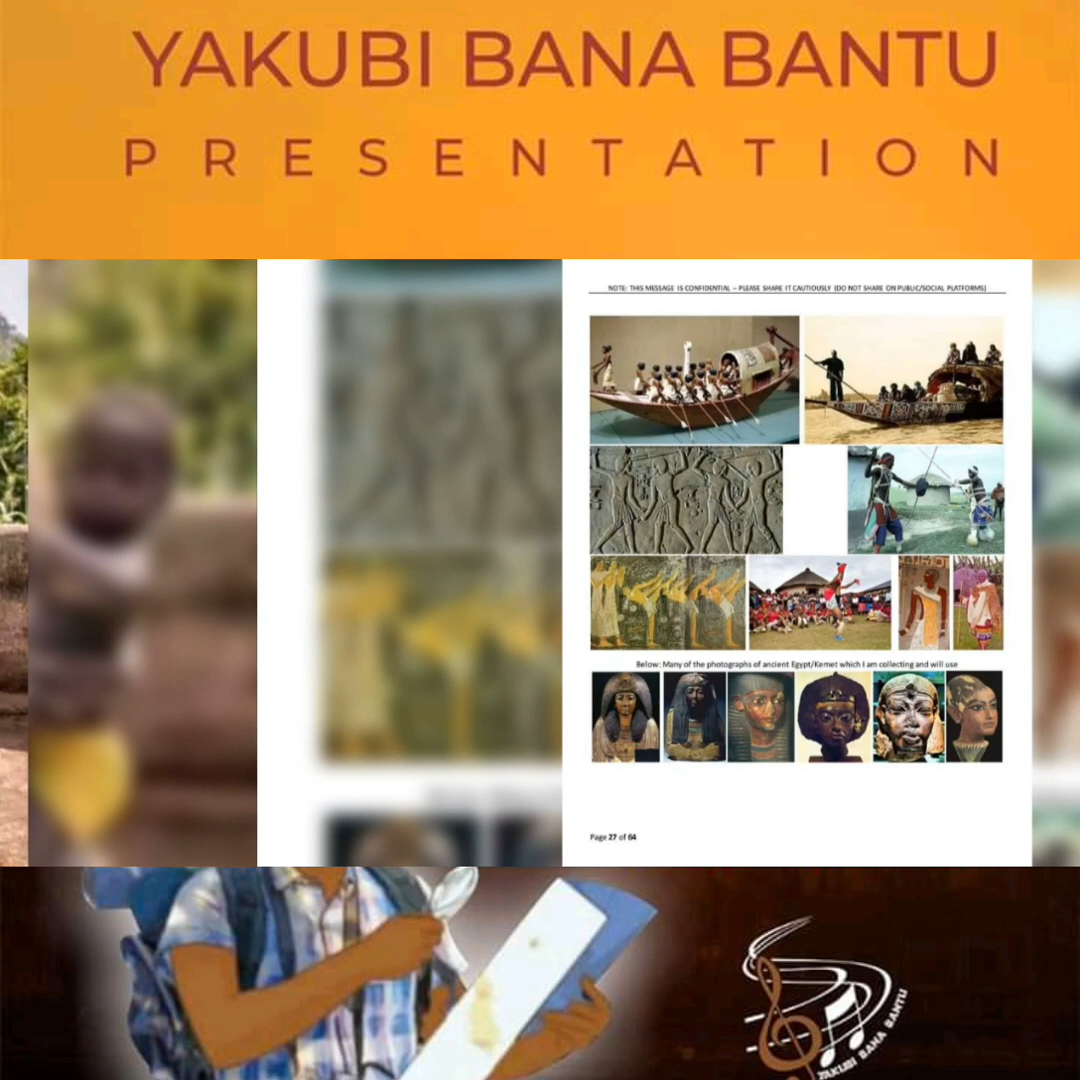 YAKUBI BANA BANTU
PRESENTATION
NOTE: THIS MESSAGE IS CONFIDENTIAL – PLEASE SHARE IT CAUTIOUSLY (DO NOT SHARE ON PUBLIC/SOCIAL PLATFORMS)
Below: Many of the photographs of ancient Egypt/Kemet which I am collecting and will use
Page 27 of 64
YAKUBI BANA BANTU